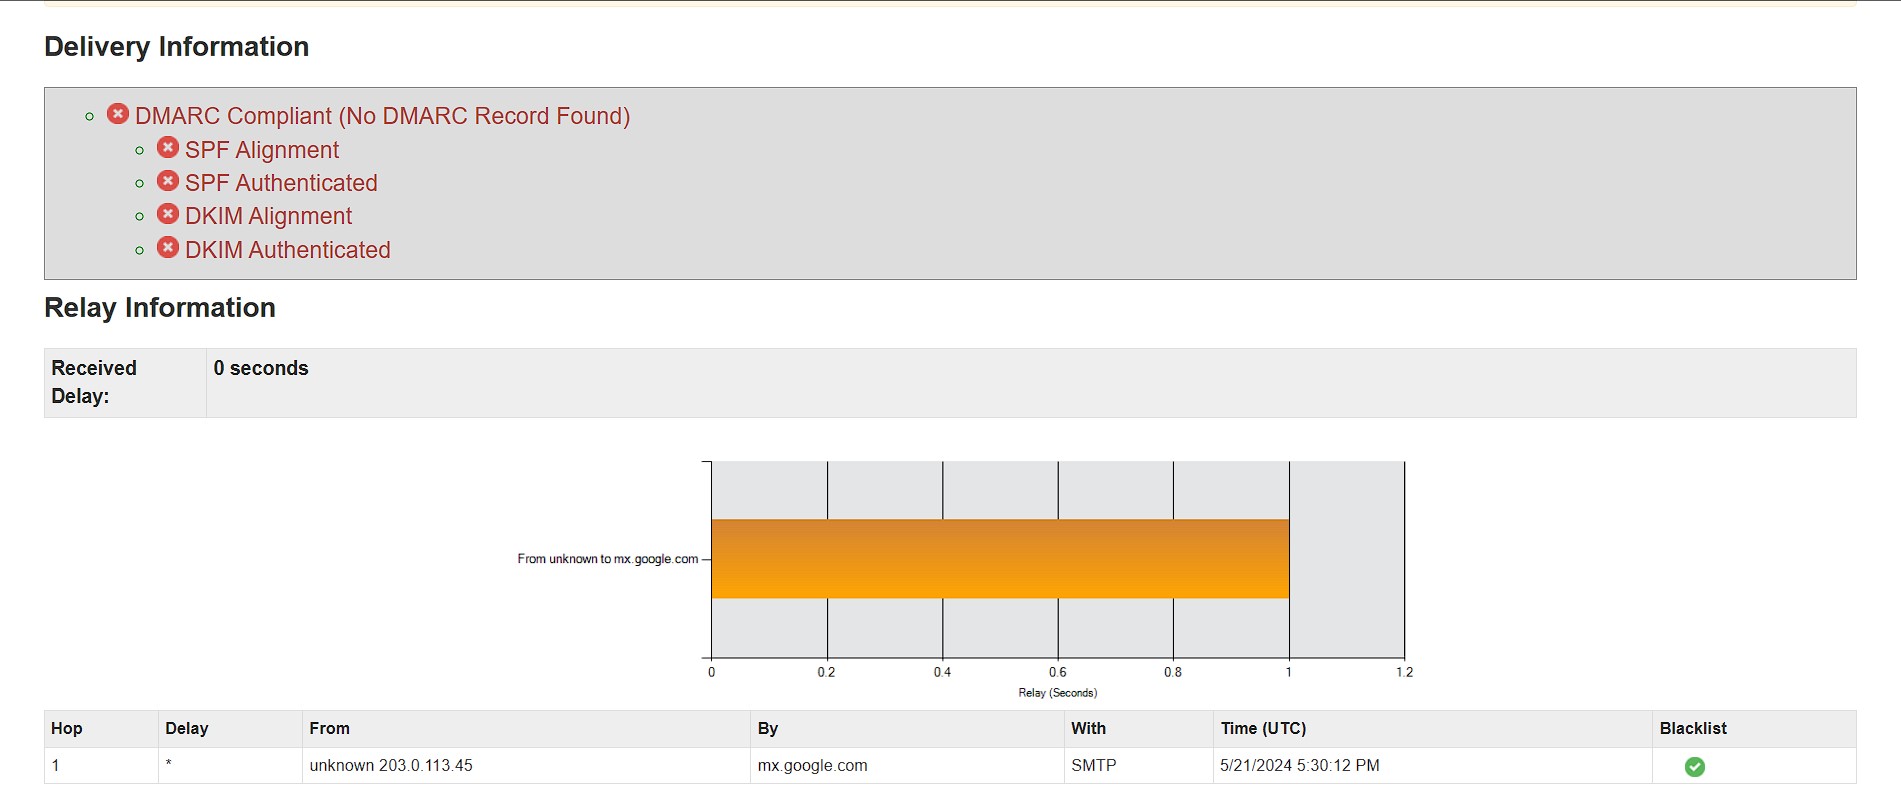 Delivery Information
DMARC Compliant (No DMARC Record Found)
SPF Alignment
SPF Authenticated
DKIM Alignment
DKIM Authenticated
Relay Information
Received Delay: 0 seconds
From unknown to mx.google.com
0 0.2 0.4 0.6 0.8 1 1.2
Relay (Seconds)
Hop Delay From By With Time (UTC) Blacklist
1 * unknown 203.0.113.45 mx.google.com SMTP 5/21/2024 5:30:12 PM